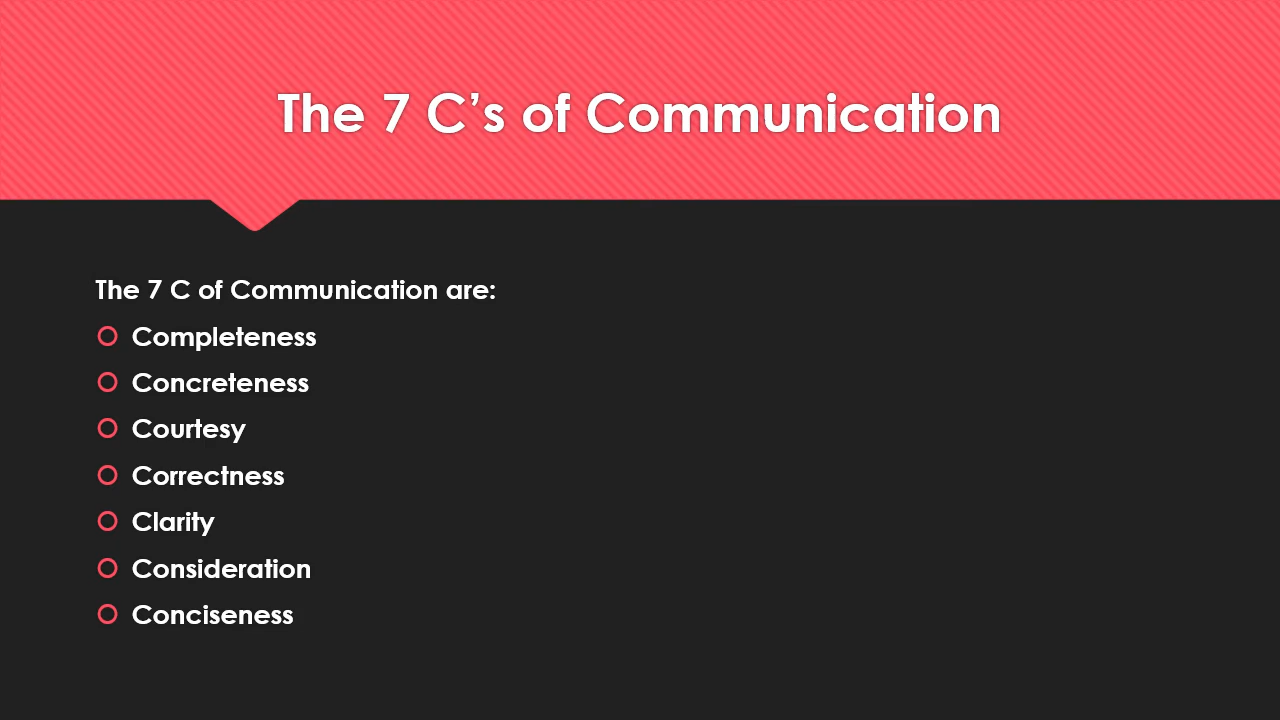 The 7 C’s of Communication
The 7 C of Communication are:
Completeness
Concreteness
Courtesy
Correctness
Clarity
Consideration
Conciseness